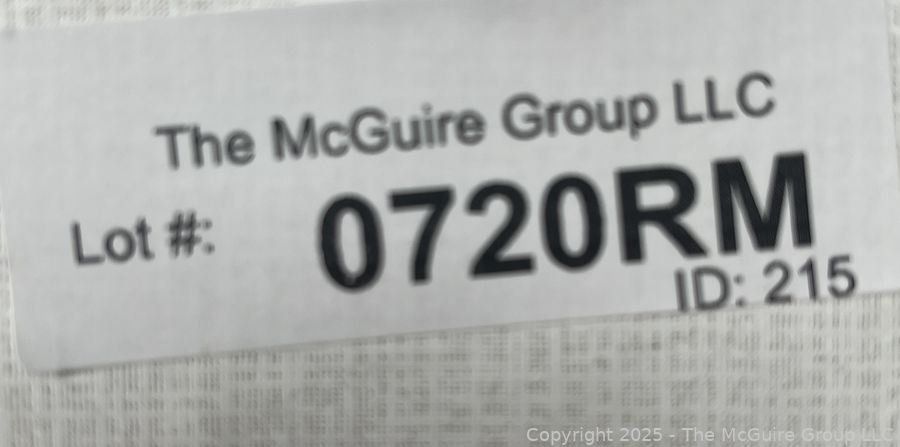 The McGuire Group LLC
Lot #: 0720RM
ID: 215
Copyright 2025 - The McGuire Group LLC